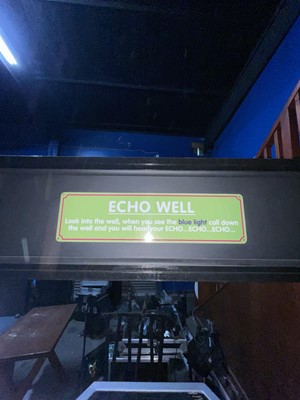 ECHO WELL
Look into the well, when you see the blue light call down
the well and you will hear your ECHO...ECHO...ECHO...